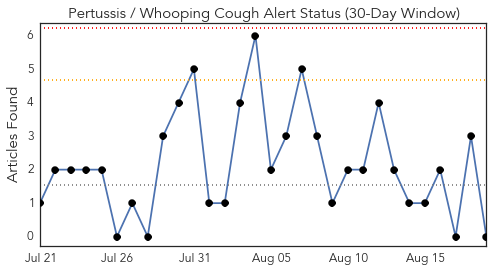 Pertussis / Whooping Cough Alert Status (30-Day Window)
Articles Found
6
5
4
3
2
1
0
Jul 21 Jul 26 Jul 31 Aug 05 Aug 10 Aug 15